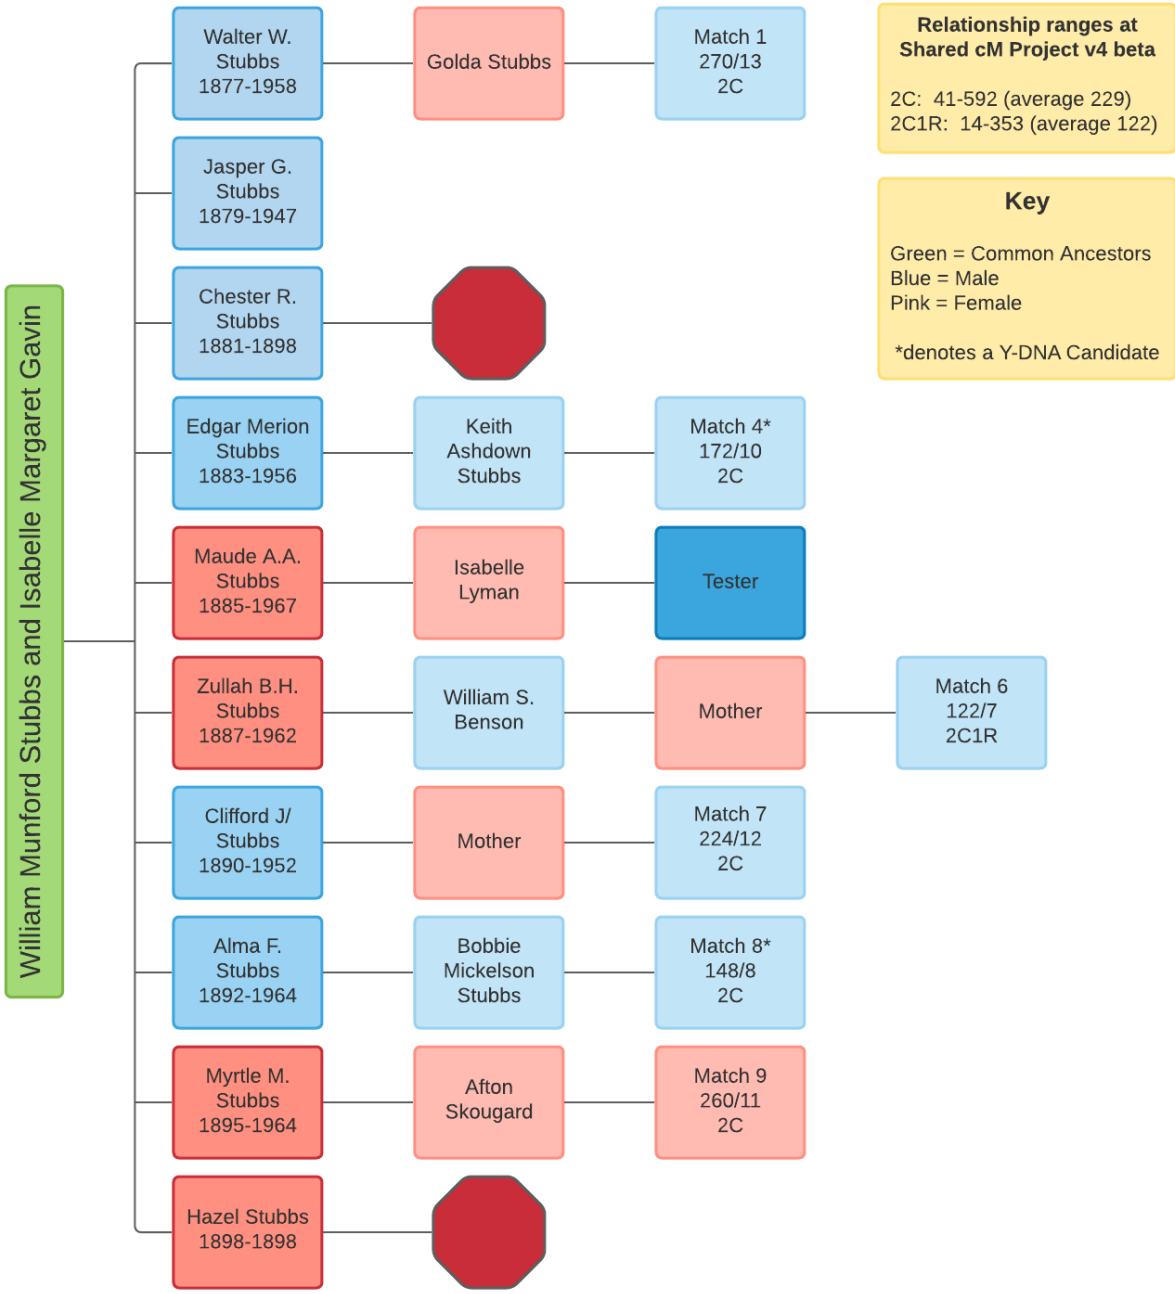 William Munford Stubbs and Isabelle Margaret Gavin
Walter W.
Stubbs
1877-1958
Golda Stubbs
Match 1
270/13
2C
Jasper G.
Stubbs
1879-1947
Chester R.
Stubbs
1881-1898
Edgar Merion
Stubbs
1883-1956
Keith
Ashdown
Stubbs
Match 4*
172/10
2C
Maude A.A.
Stubbs
1885-1967
Isabelle
Lyman
Tester
Zullah B.H.
Stubbs
1887-1962
William S.
Benson
Mother
Match 6
122/7
2C1R
Clifford J/
Stubbs
1890-1952
Mother
Match 7
224/12
2C
Alma F.
Stubbs
1892-1964
Bobbie
Mickelson
Stubbs
Match 8*
148/8
2C
Myrtle M.
Stubbs
1895-1964
Afton
Skougard
Match 9
260/11
2C
Hazel Stubbs
1898-1898
Relationship ranges at
Shared cM Project v4 beta
2C: 41-592 (average 229)
2C1R: 14-353 (average 122)
Key
Green = Common Ancestors
Blue = Male
Pink = Female
*denotes a Y-DNA Candidate